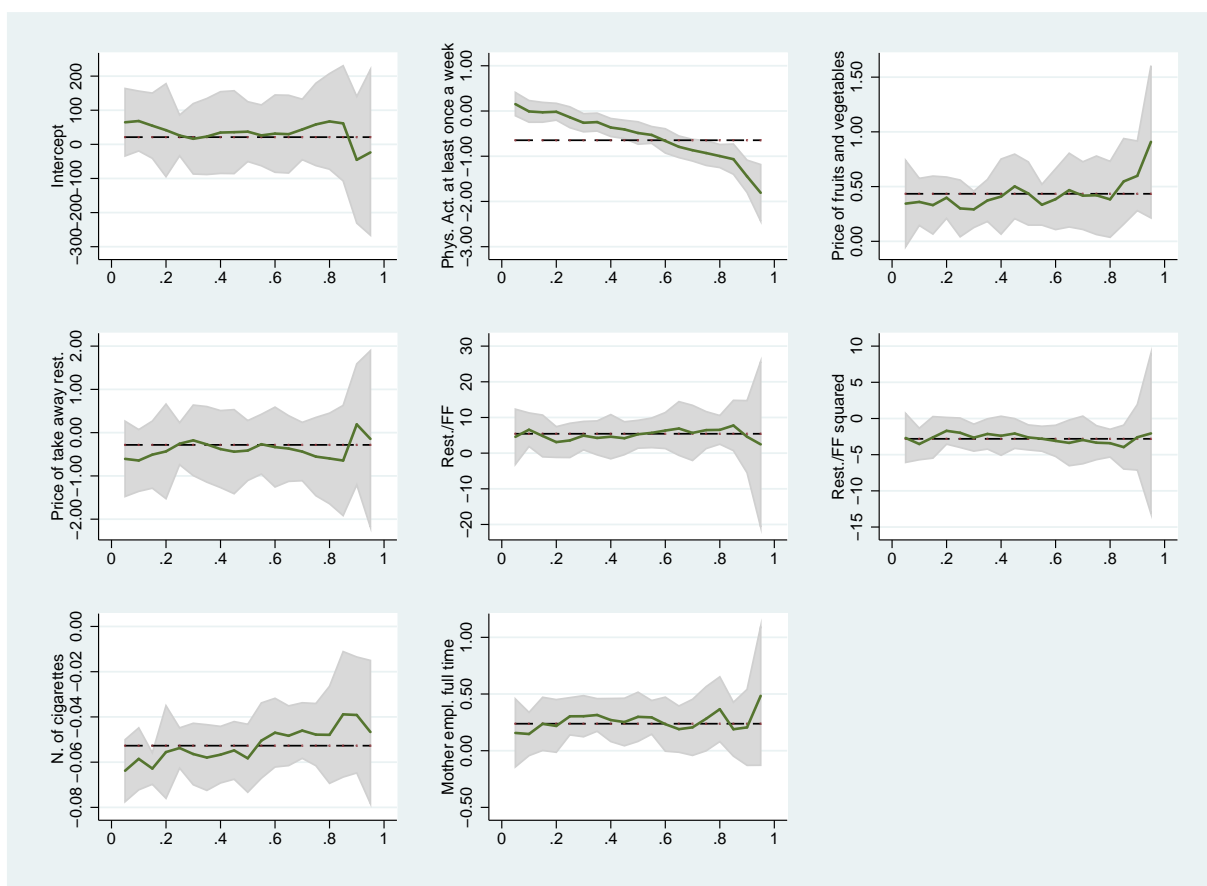 Intercept
200
100
0
−100
−200
−300
0 .2 .4 .6 .8 1
Phys. Act. at least once a week
1.00
0.00
−1.00
−2.00
−3.00
0 .2 .4 .6 .8 1
Price of fruits and vegetables
1.50
1.00
0.50
0.00
0 .2 .4 .6 .8 1
Price of take away rest.
2.00
1.00
0.00
−1.00
−2.00
0 .2 .4 .6 .8 1
Rest./FF
30
20
10
0
−10
−20
0 .2 .4 .6 .8 1
Rest./FF squared
10
5
0
−5
−10
−15
0 .2 .4 .6 .8 1
N. of cigarettes
0.00
−0.02
−0.04
−0.06
−0.08
0 .2 .4 .6 .8 1
Mother empl. full time
1.00
0.50
0.00
−0.50
0 .2 .4 .6 .8 1